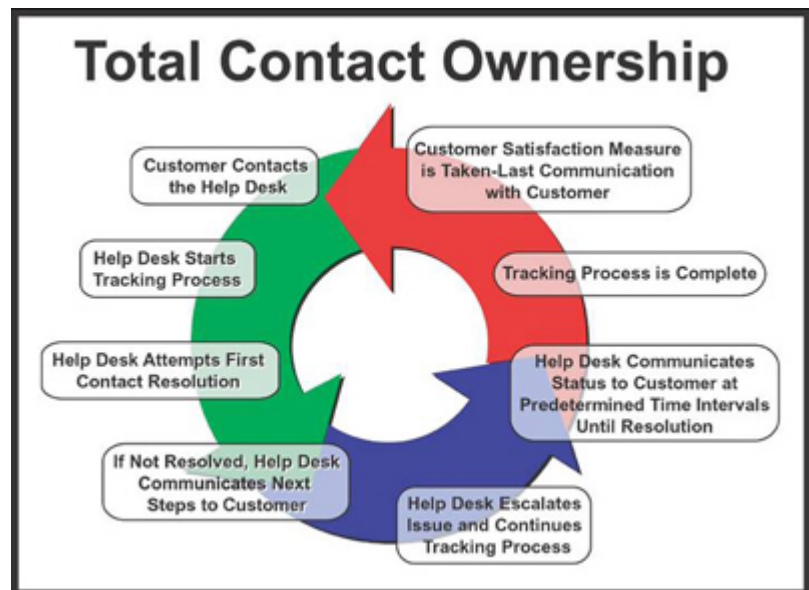 Total Contact Ownership
Customer Contacts
the Help Desk
Help Desk Starts
Tracking Process
Help Desk Attempts First
Contact Resolution
If Not Resolved, Help Desk
Communicates Next
Steps to Customer
Help Desk Escalates
Issue and Continues
Tracking Process
Help Desk Communicates
Status to Customer at
Predetermined Time Intervals
Until Resolution
Tracking Process is Complete
Customer Satisfaction Measure
is Taken-Last Communication
with Customer